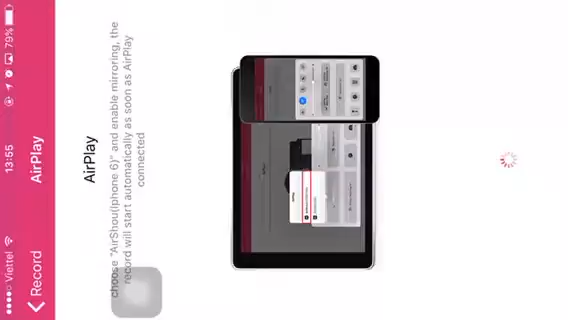 Viettel 13:55 79%
Record AirPlay
AirPlay
choose "AirShou(Iphone 6)" and enable mirroring, the
record will start automatically as soon as AirPlay
connected